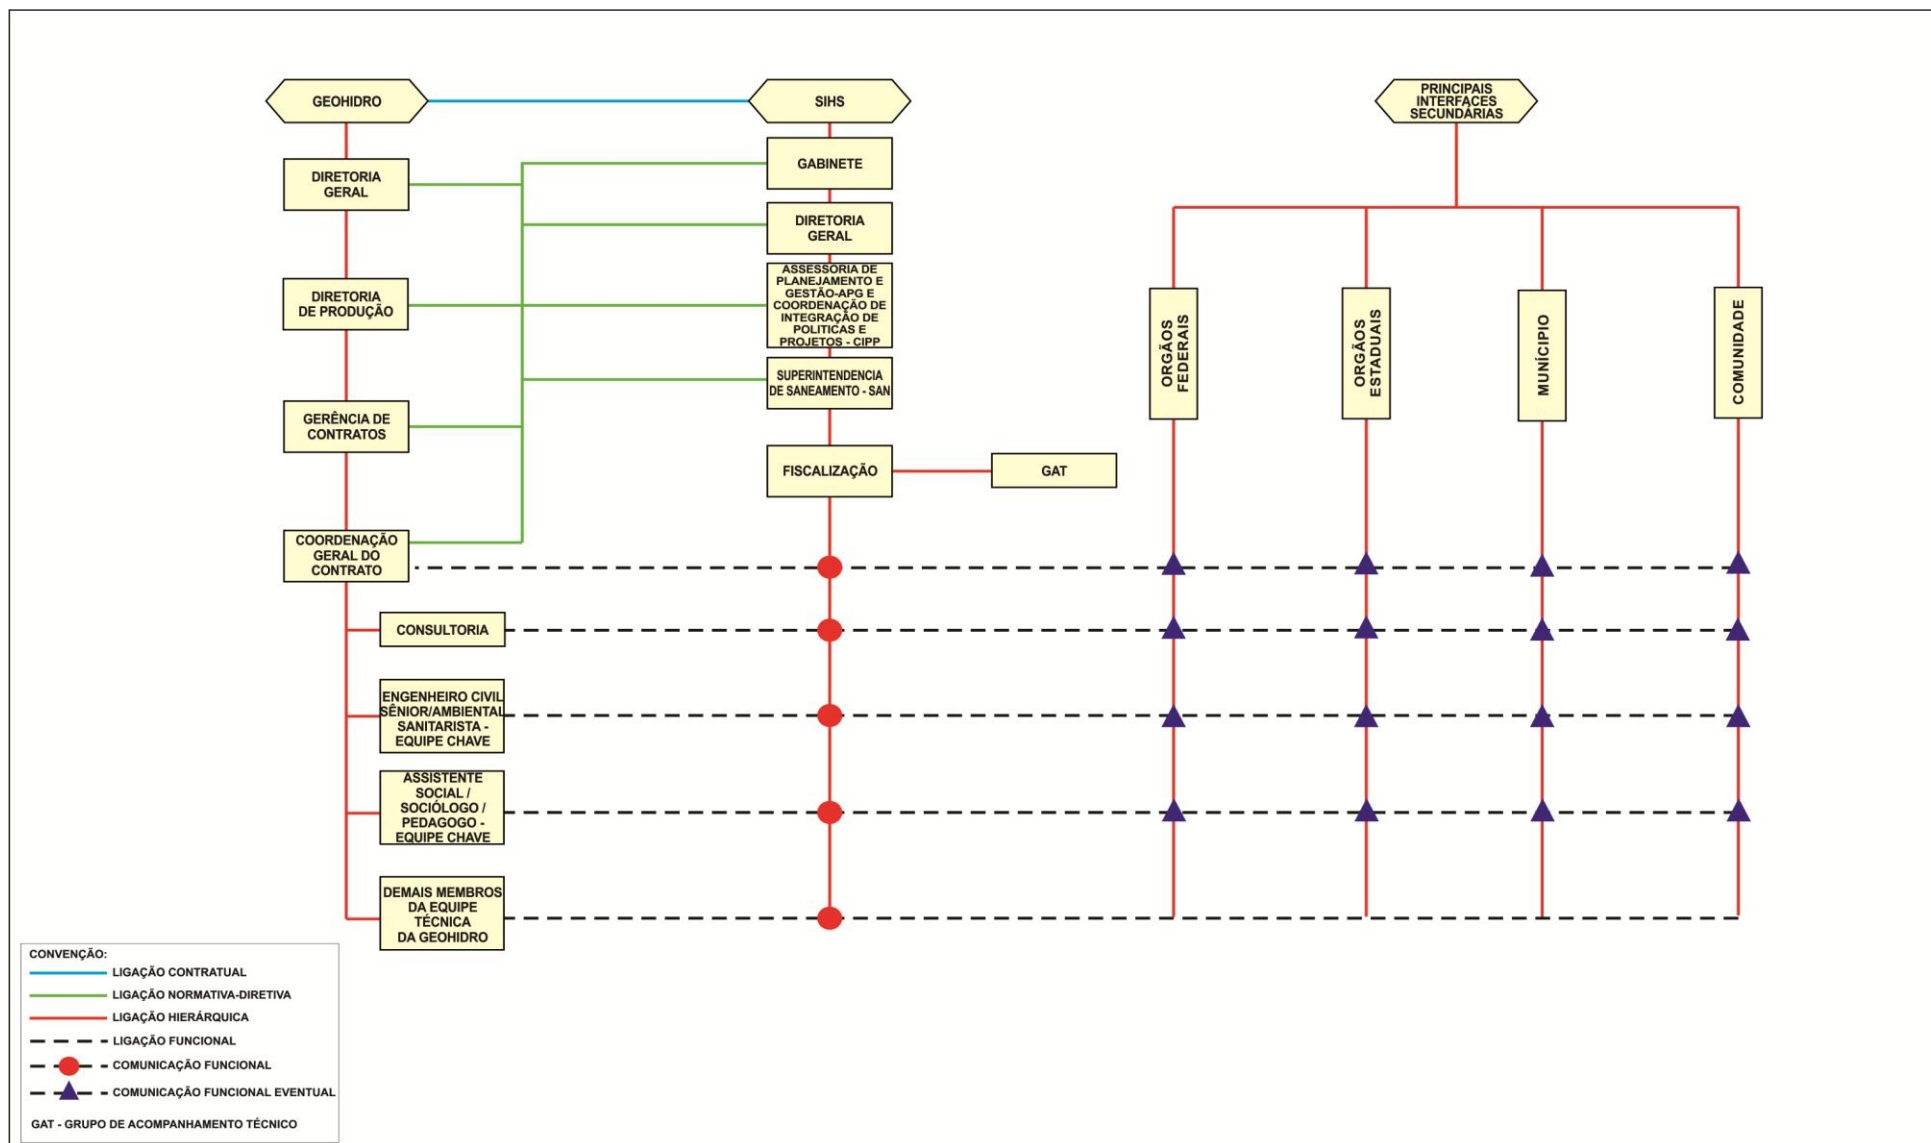 GEOHIDRO
SIHS
PRINCIPAIS
INTERFACES
SECUNDÁRIAS
DIRETORIA
GERAL
DIRETORIA
DE PRODUÇÃO
GERÊNCIA DE
CONTRATOS
COORDENAÇÃO
GERAL DO
CONTRATO
GABINETE
DIRETORIA
GERAL
ASSESSORIA DE
PLANEJAMENTO E
GESTÃO-APG E
COORDENAÇÃO DE
INTEGRAÇÃO DE
POLITICAS E
PROJETOS - CIPP
SUPERINTENDENCIA
DE SANEAMENTO - SAN
FISCALIZAÇÃO
GAT
ORGÃOS
FEDERAIS
ORGÃOS
ESTADUAIS
MUNÍCIPIO
COMUNIDADE
CONSULTORIA
ENGENHEIRO CIVIL
SÊNIOR/AMBIENTAL
SANITARISTA -
EQUIPE CHAVE
ASSISTENTE
SOCIAL /
SOCIÓLOGO /
PEDAGOGO -
EQUIPE CHAVE
DEMAIS MEMBROS
DA EQUIPE
TÉCNICA
DA GEOHIDRO
CONVENÇÃO:
LIGAÇÃO CONTRATUAL
LIGAÇÃO NORMATIVA-DIRETIVA
LIGAÇÃO HIERÁRQUICA
LIGAÇÃO FUNCIONAL
COMUNICAÇÃO FUNCIONAL
COMUNICAÇÃO FUNCIONAL EVENTUAL
GAT - GRUPO DE ACOMPANHAMENTO TÉCNICO